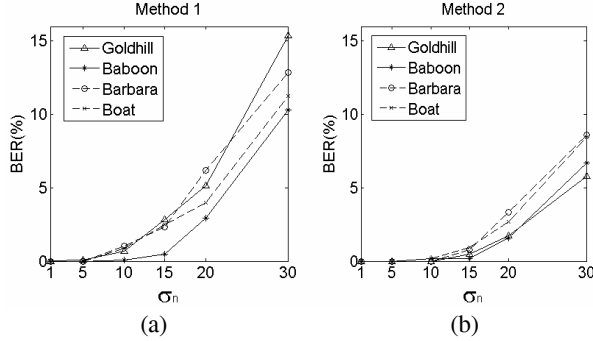 Method 1
BER(%)
15
10
5
0
Goldhill
Baboon
Barbara
Boat
1 5 10 15 20 30
σn
(a)
Method 2
BER(%)
15
10
5
0
Goldhill
Baboon
Barbara
Boat
1 5 10 15 20 30
σn
(b)